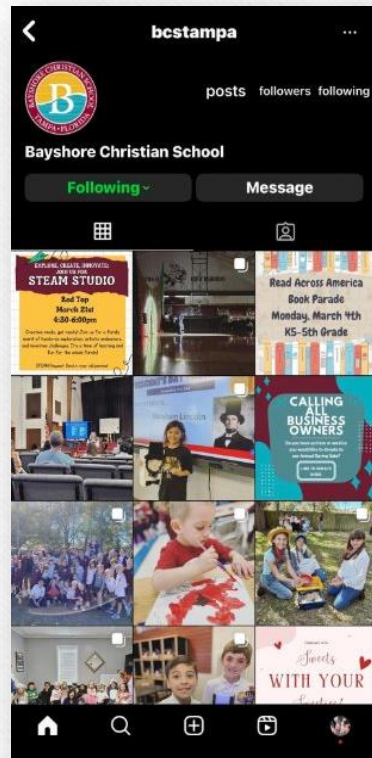 bcstampa
BAYSHORE CHRISTIAN SCHOOL
B
TAMPA • FLORIDA
posts followers following
Bayshore Christian School
Following
Message
EXPLORE, CREATE, INNOVATE:
JOIN US FOR
STEAM STUDIO
Red Top
March 21st
4:30-6:00pm
Read Across America
Book Parade
Monday, March 4th
K5-5th Grade
Abraham Lincoln
CALLING
ALL
BUSINESS
OWNERS
Sweets
WITH YOUR